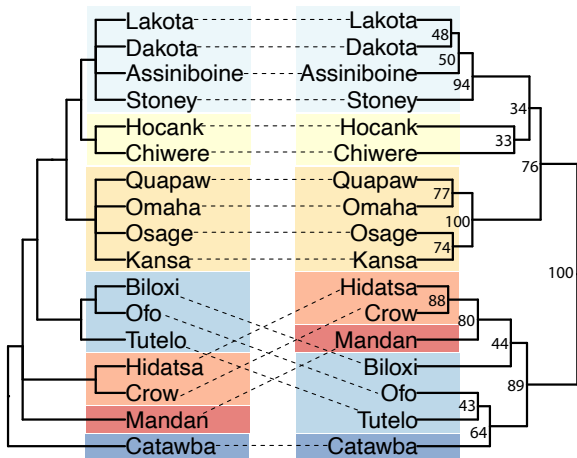 Lakota Lakota
48
Dakota Dakota
50
Assiniboine Assiniboine
94
Stoney Stoney
34
Hocank Hocank
33
Chiwere Chiwere
76
Quapaw Quapaw
77
Omaha Omaha
100
Osage Osage
74
Kansa Kansa
100
Biloxi Hidatsa
88
Ofo Crow
80
Tutelo Mandan
44
Hidatsa Biloxi
89
Crow Ofo
43
Mandan Tutelo
64
Catawba Catawba